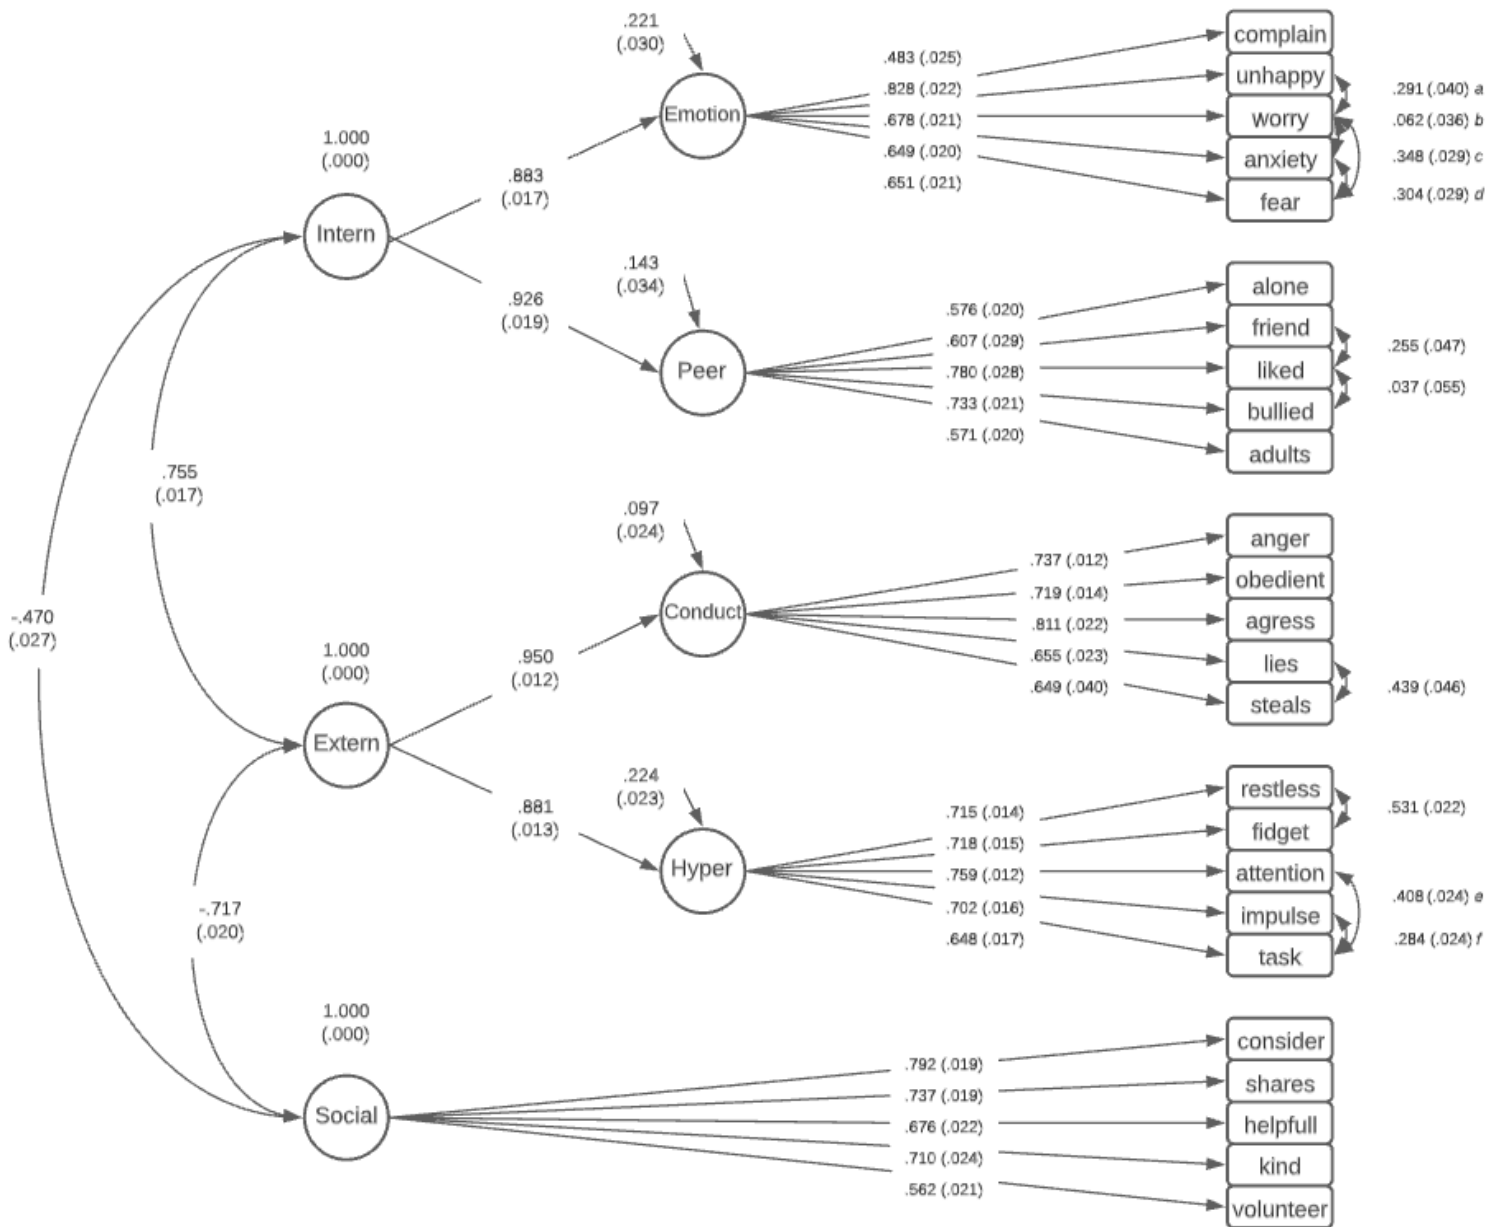 .221
(.030)
Emotion
.483 (.025)
.828 (.022)
.678 (.021)
.649 (.020)
.651 (.021)
complain
unhappy
worry
anxiety
fear
.291 (.040) a
.062 (.036) b
.348 (.029) c
.304 (.029) d
1.000
(.000)
Intern
.883
(.017)
.926
(.019)
.143
(.034)
Peer
.576 (.020)
.607 (.029)
.780 (.028)
.733 (.021)
.571 (.020)
alone
friend
liked
bullied
adults
.255 (.047)
.037 (.055)
.755
(.017)
-.470
(.027)
.097
(.024)
Conduct
.737 (.012)
.719 (.014)
.811 (.022)
.655 (.023)
.649 (.040)
anger
obedient
agress
lies
steals
.439 (.046)
1.000
(.000)
Extern
.950
(.012)
.881
(.013)
.224
(.023)
Hyper
.715 (.014)
.718 (.015)
.759 (.012)
.702 (.016)
.648 (.017)
restless
fidget
attention
impulse
task
.531 (.022)
.408 (.024) e
.284 (.024) f
-.717
(.020)
1.000
(.000)
Social
.792 (.019)
.737 (.019)
.676 (.022)
.710 (.024)
.562 (.021)
consider
shares
helpfull
kind
volunteer